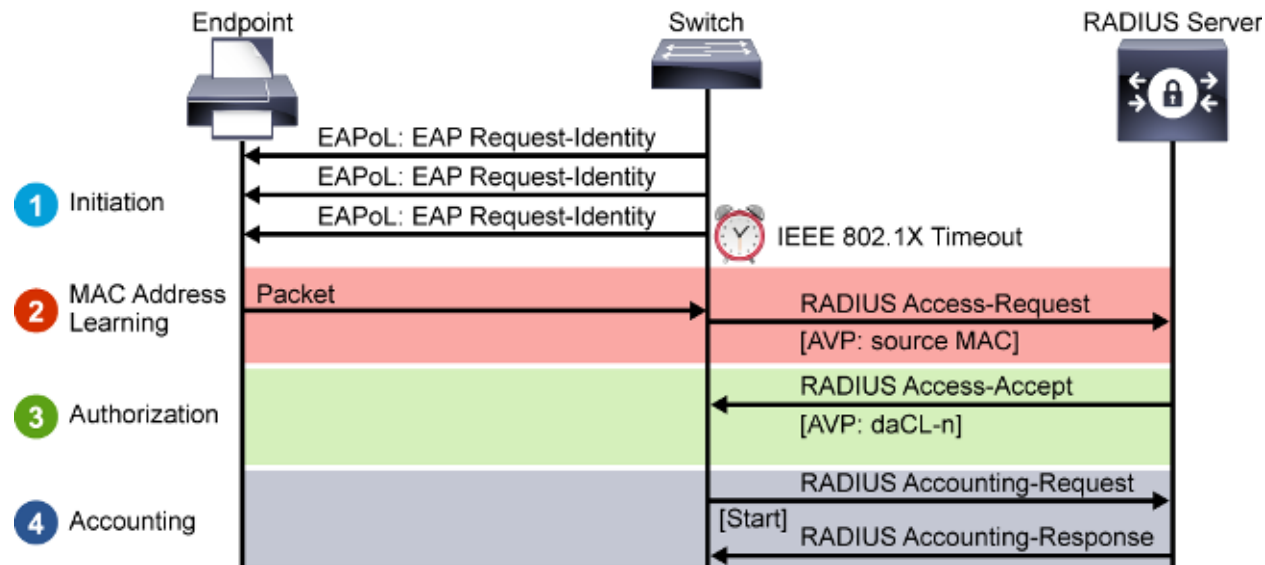 Endpoint
Switch
RADIUS Server
EAPoL: EAP Request-Identity
EAPoL: EAP Request-Identity
1 Initiation
EAPoL: EAP Request-Identity
IEEE 802.1X Timeout
2 MAC Address
Learning
Packet
RADIUS Access-Request
[AVP: source MAC]
3 Authorization
RADIUS Access-Accept
[AVP: daCL-n]
4 Accounting
RADIUS Accounting-Request
[Start]
RADIUS Accounting-Response